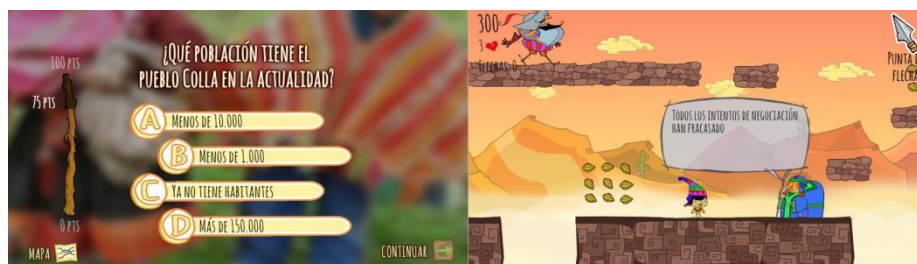 ¿QUÉ POBLACIÓN TIENE EL
PUEBLO COLLA EN LA ACTUALIDAD?
100 PTS
75 PTS
0 PTS
A MENOS DE 10.000
B MENOS DE 1.000
C YA NO TIENE HABITANTES
D MÁS DE 150.000
MAPA
CONTINUAR
300
3
FLECHAS: 0
PUNTA
FLECHA
TODOS LOS INTENTOS DE NEGOCIACIÓN
HAN FRACASADO